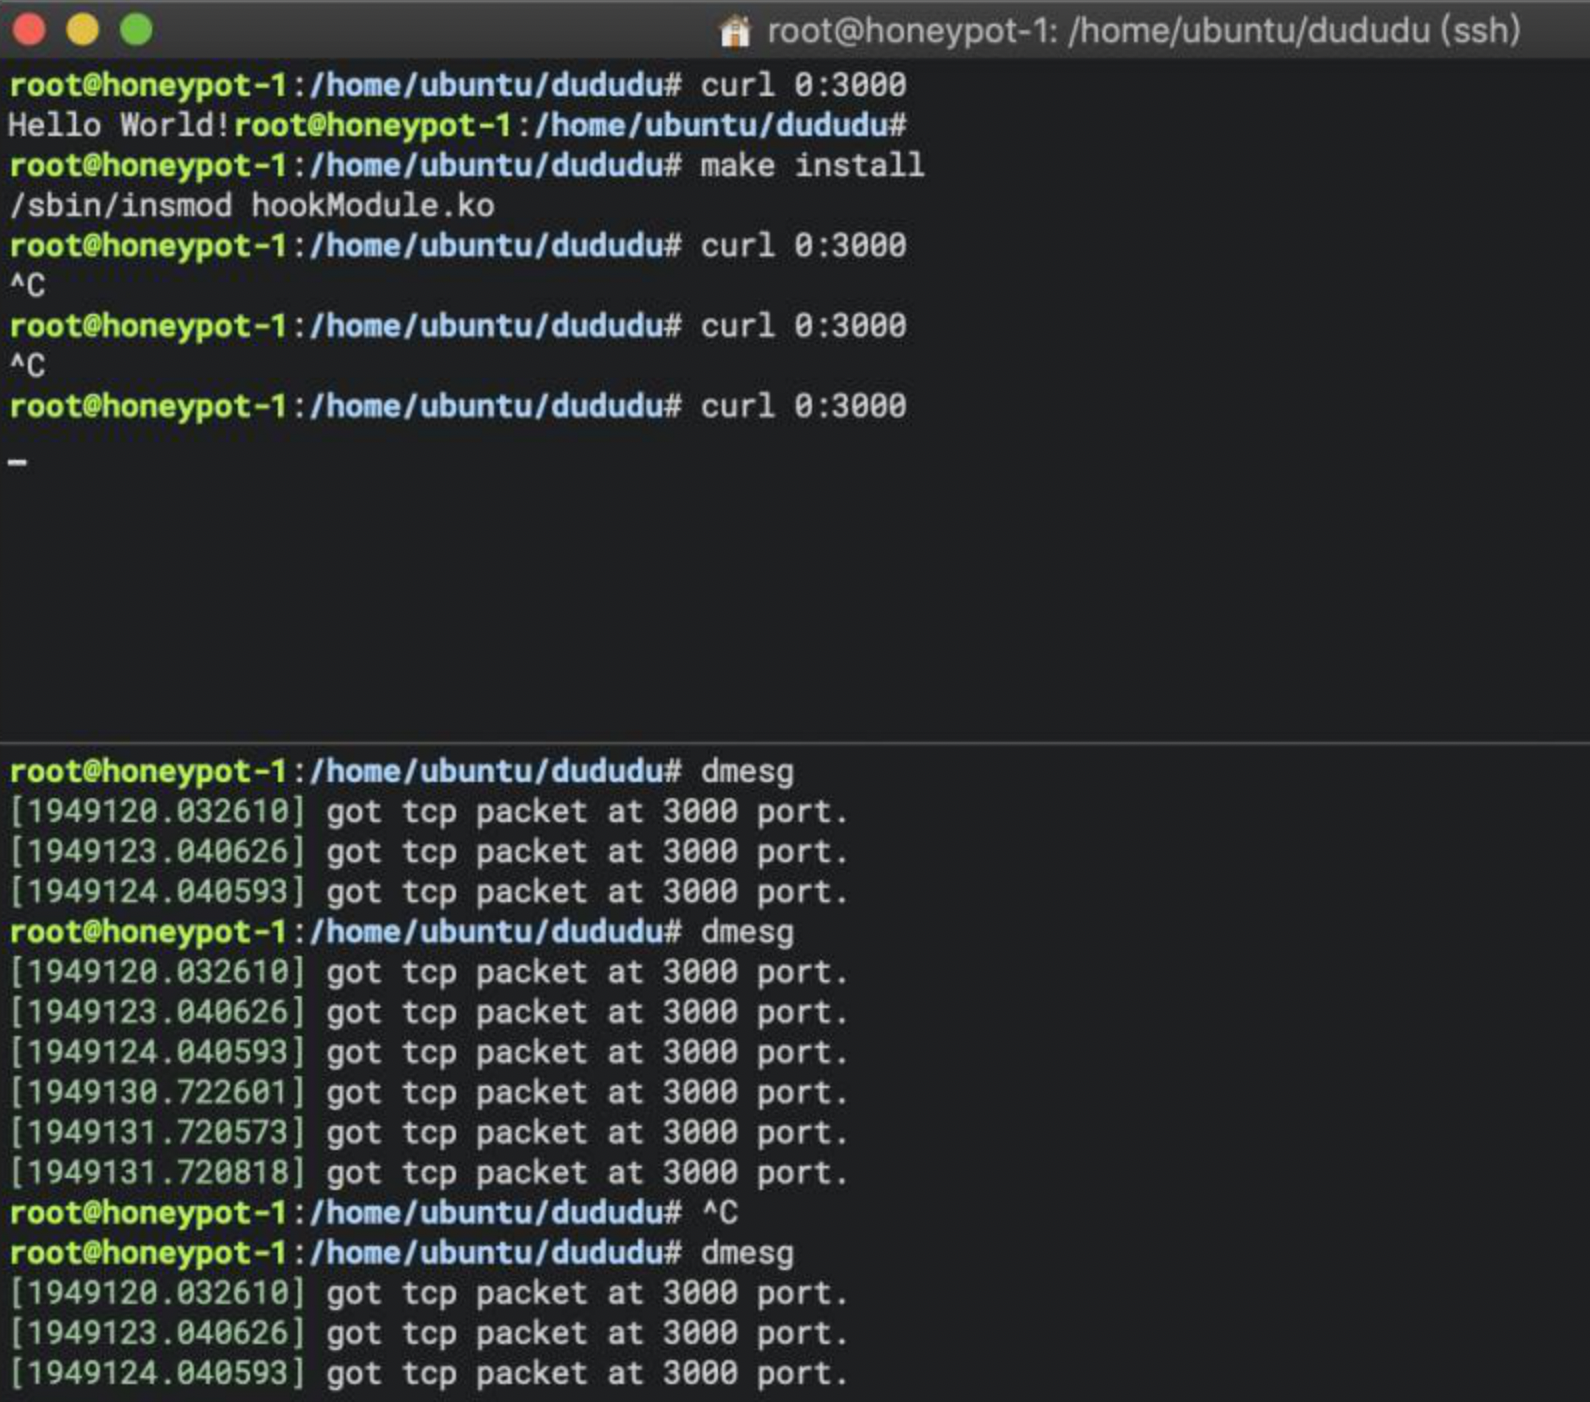 root@honeypot-1: /home/ubuntu/dududu (ssh)
root@honeypot-1:/home/ubuntu/dududu# curl 0:3000
Hello World!root@honeypot-1:/home/ubuntu/dududu#
root@honeypot-1:/home/ubuntu/dududu# make install
/sbin/insmod hookModule.ko
root@honeypot-1:/home/ubuntu/dududu# curl 0:3000
^C
root@honeypot-1:/home/ubuntu/dududu# curl 0:3000
^C
root@honeypot-1:/home/ubuntu/dududu# curl 0:3000
root@honeypot-1:/home/ubuntu/dududu# dmesg
[1949120.032610] got tcp packet at 3000 port.
[1949123.040626] got tcp packet at 3000 port.
[1949124.040593] got tcp packet at 3000 port.
root@honeypot-1:/home/ubuntu/dududu# dmesg
[1949120.032610] got tcp packet at 3000 port.
[1949123.040626] got tcp packet at 3000 port.
[1949124.040593] got tcp packet at 3000 port.
[1949130.722601] got tcp packet at 3000 port.
[1949131.720573] got tcp packet at 3000 port.
[1949131.720818] got tcp packet at 3000 port.
root@honeypot-1:/home/ubuntu/dududu# ^C
root@honeypot-1:/home/ubuntu/dududu# dmesg
[1949120.032610] got tcp packet at 3000 port.
[1949123.040626] got tcp packet at 3000 port.
[1949124.040593] got tcp packet at 3000 port.